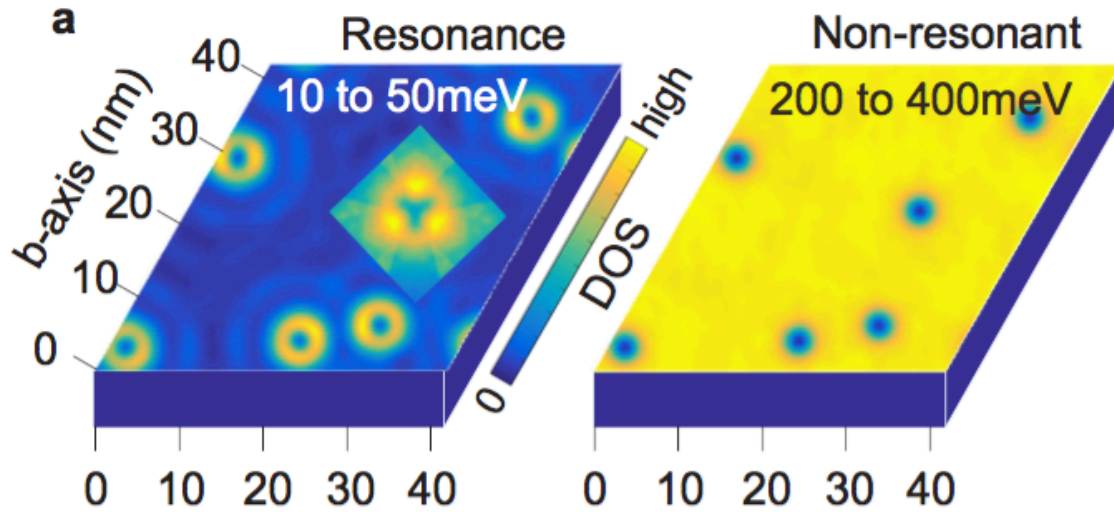 a
Resonance
Non-resonant
10 to 50meV
200 to 400meV
b-axis (nm)
40
30
20
10
0
high
DOS
0
0 10 20 30 40
0 10 20 30 40